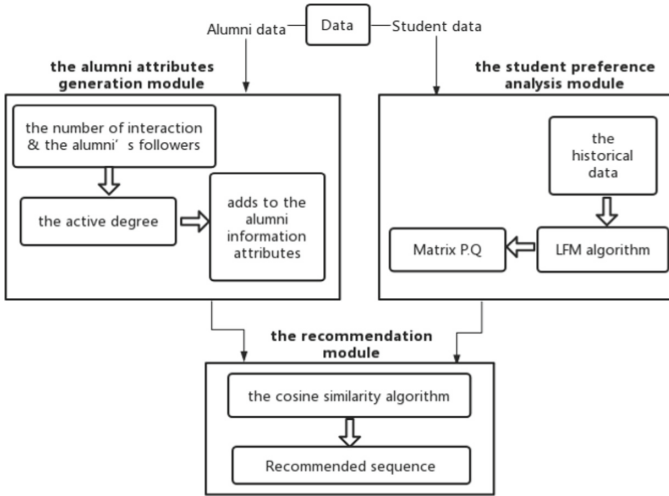 Data
Alumni data
Student data
the alumni attributes
generation module
the number of interaction
& the alumni's followers
the active degree
adds to the
alumni
information
attributes
the student preference
analysis module
the
historical
data
LFM algorithm
Matrix P.Q
the recommendation
module
the cosine similarity algorithm
Recommended sequence